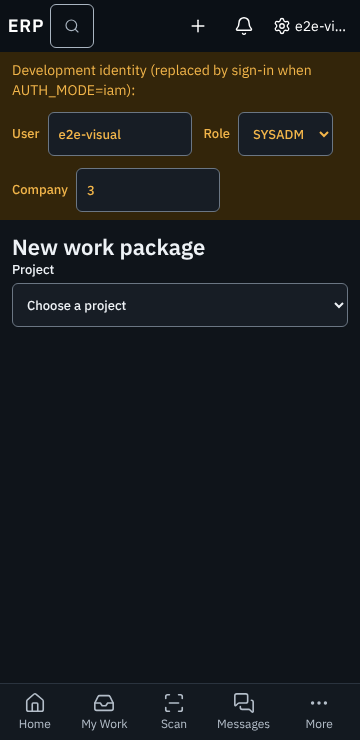 ERP
e2e-vi...
Development identity (replaced by sign-in when
AUTH_MODE=iam):
User e2e-visual Role SYSADM
Company 3
New work package
Project
Choose a project
Home My Work Scan Messages More